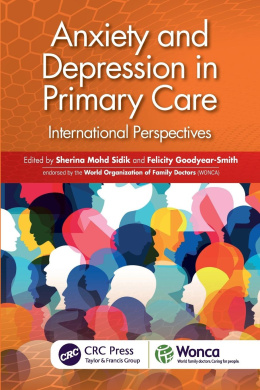 Anxiety and
Depression in
Primary Care
International Perspectives
Edited by Sherina Mohd Sidik and Felicity Goodyear-Smith
endorsed by the World Organization of Family Doctors (WONCA)
CRC
CRC Press
Taylor & Francis Group
Wonca
World family doctors. Caring for people.